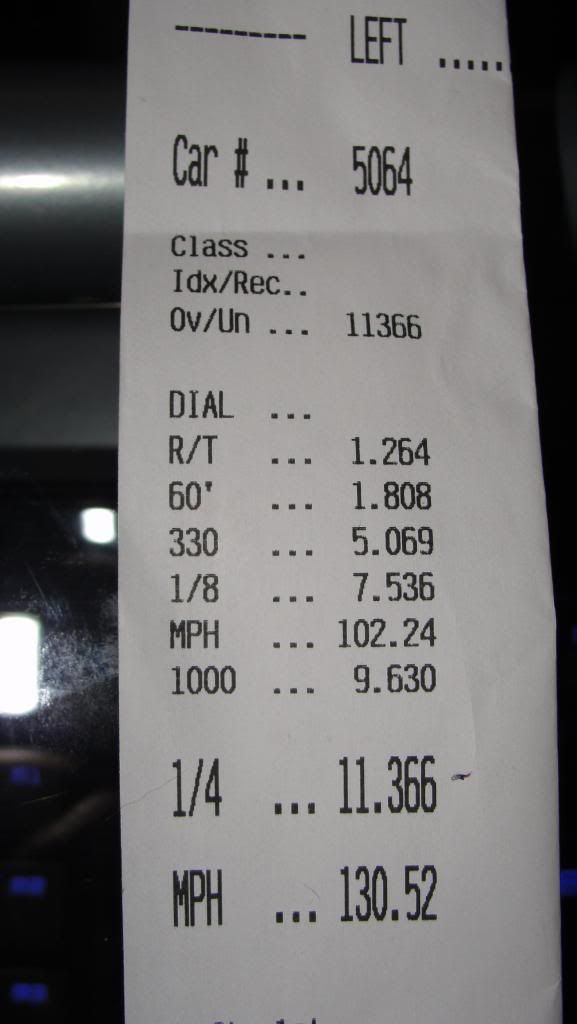 --------- LEFT .....
Car # ... 5064
Class ...
Idx/Rec..
Ov/Un ... 11366
DIAL ...
R/T ... 1.264
60' ... 1.808
330 ... 5.069
1/8 ... 7.536
MPH ... 102.24
1000 ... 9.630
1/4 ... 11.366
MPH ... 130.52